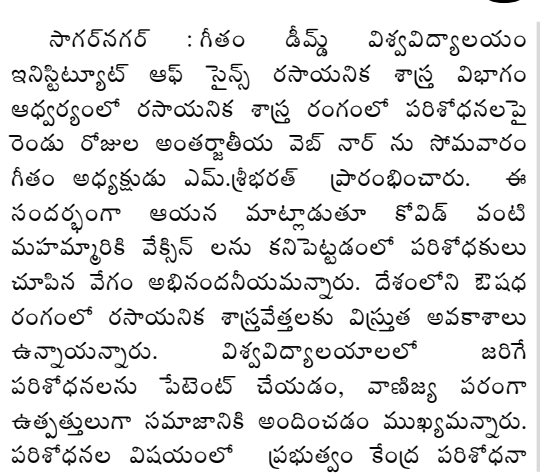 సాగర్‌నగర్ : గీతం డీమ్డ్ విశ్వవిద్యాలయం
ఇనిస్టిట్యూట్ ఆఫ్ సైన్స్ రసాయనిక శాస్త్ర విభాగం
ఆధ్వర్యంలో రసాయనిక శాస్త్ర రంగంలో పరిశోధనలపై
రెండు రోజుల అంతర్జాతీయ వెబ్ నార్ ను సోమవారం
గీతం అధ్యక్షుడు ఎమ్.శ్రీభరత్ ప్రారంభించారు. ఈ
సందర్భంగా ఆయన మాట్లాడుతూ కోవిడ్ వంటి
మహమ్మారికి వేక్సిన్ లను కనిపెట్టడంలో పరిశోధకులు
చూపిన వేగం అభినందనీయమన్నారు. దేశంలోని ఔషధ
రంగంలో రసాయనిక శాస్త్రవేత్తలకు విస్తృత అవకాశాలు
ఉన్నాయన్నారు. విశ్వవిద్యాలయాలలో జరిగే
పరిశోధనలను పేటెంట్ చేయడం, వాణిజ్య పరంగా
ఉత్పత్తులుగా సమాజానికి అందించడం ముఖ్యమన్నారు.
పరిశోధనల విషయంలో ప్రభుత్వం కేంద్ర పరిశోధనా